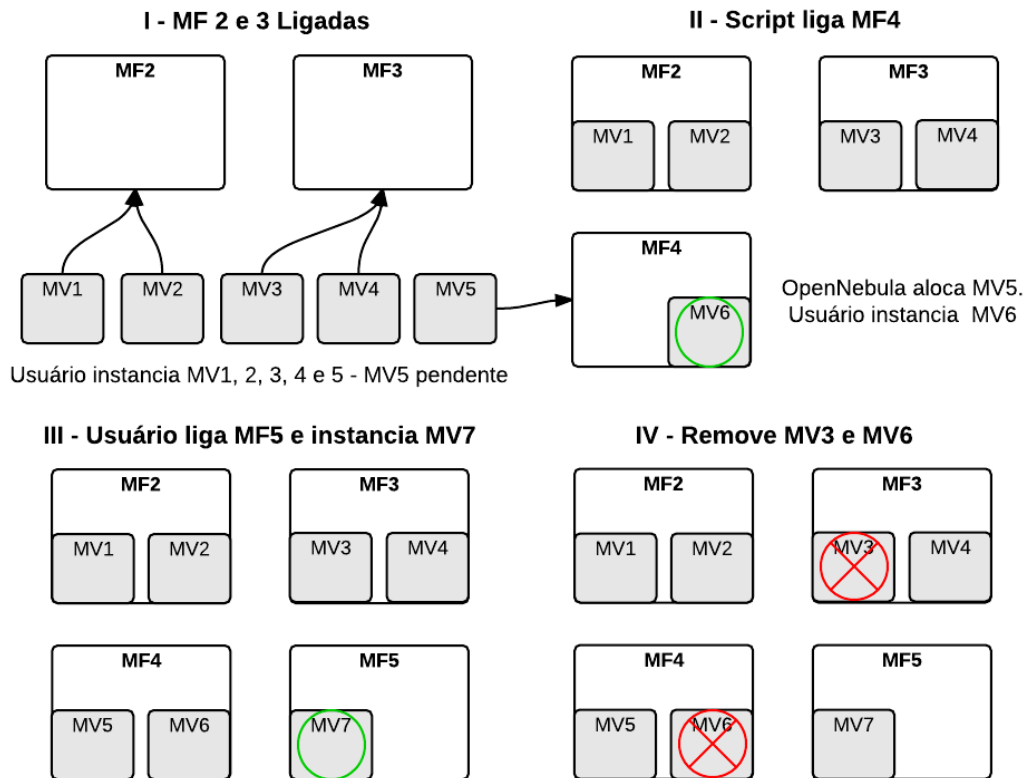 I - MF 2 e 3 Ligadas
MF2
MF3
MV1
MV2
MV3
MV4
MV5
Usuário instancia MV1, 2, 3, 4 e 5 - MV5 pendente
II - Script liga MF4
MF2
MF3
MV1
MV2
MV3
MV4
MF4
MV6
OpenNebula aloca MV5.
Usuário instancia MV6
III - Usuário liga MF5 e instancia MV7
MF2
MF3
MV1
MV2
MV3
MV4
MF4
MF5
MV5
MV6
MV7
IV - Remove MV3 e MV6
MF2
MF3
MV1
MV2
MV3
MV4
MF4
MF5
MV5
MV6
MV7